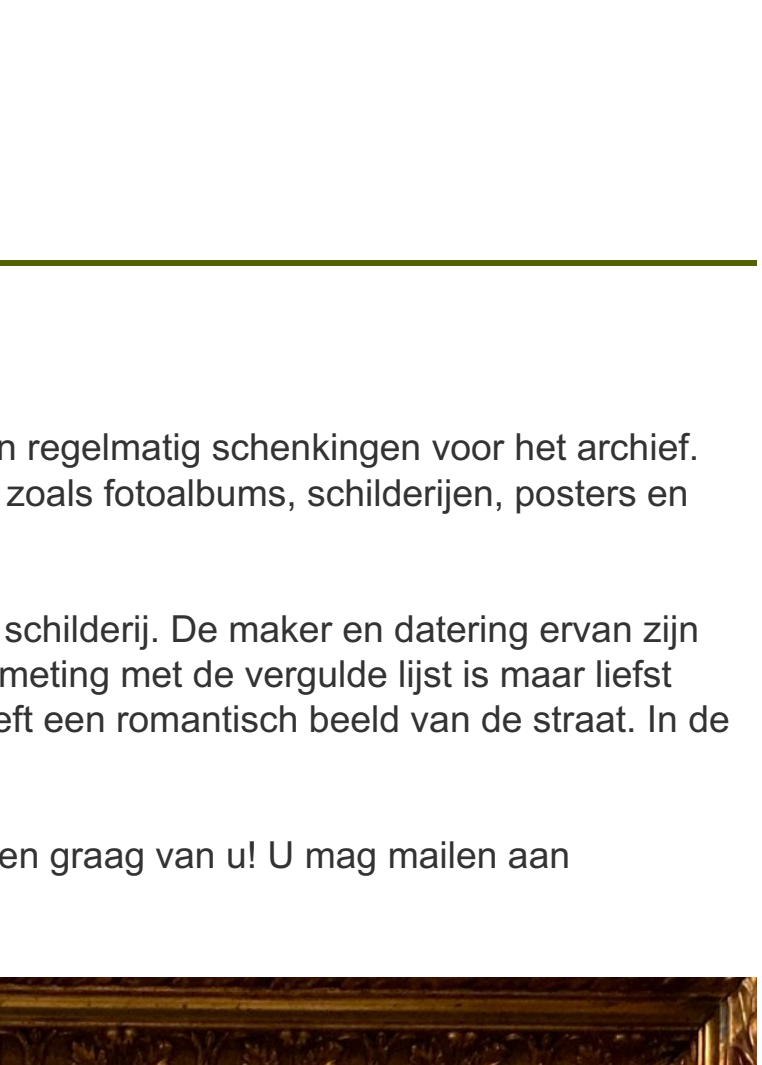 n regelmatig schenkingen voor het archief.
zoals fotoalbums, schilderijen, posters en
schilderij. De maker en datering ervan zijn
meting met de vergulde lijst is maar liefst
eft een romantisch beeld van de straat. In de
en graag van u! U mag mailen aan